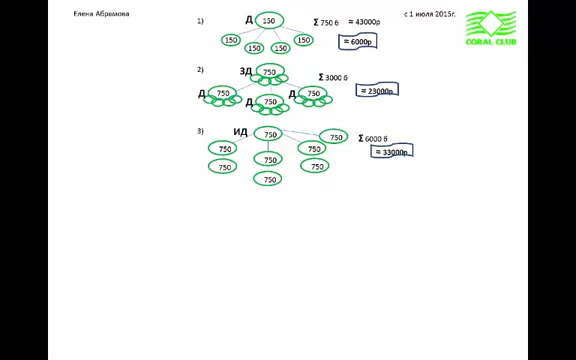 Елена Абрамова
с 1 июля 2015г.
CORAL CLUB
1)
Д
150
Σ 750 б ≈ 43000р
150 150 150 150
≈ 6000р
2)
ЗД
750
Σ 3000 б
≈ 23000р
Д 750
Д 750
Д 750
3)
ИД
750
750
Σ 6000 б
≈ 33000р
750 750 750
750 750
750